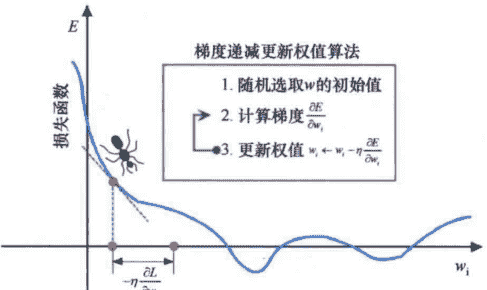 E
梯度递减更新权值算法
1. 随机选取w的初始值
2. 计算梯度 ∂E/∂wᵢ
3. 更新权值 wᵢ ← wᵢ - η ∂E/∂wᵢ
损失函数
wᵢ
-η ∂L